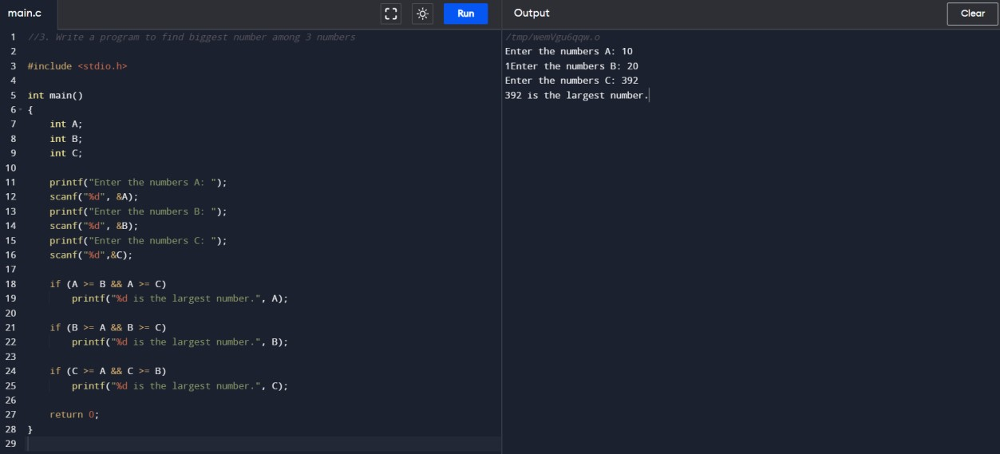 main.c
Run
Output
Clear
1 //3. Write a program to find biggest number among 3 numbers
2
3 #include <stdio.h>
4
5 int main()
6 {
7 int A;
8 int B;
9 int C;
10
11 printf("Enter the numbers A: ");
12 scanf("%d", &A);
13 printf("Enter the numbers B: ");
14 scanf("%d", &B);
15 printf("Enter the numbers C: ");
16 scanf("%d",&C);
17
18 if (A >= B && A >= C)
19 printf("%d is the largest number.", A);
20
21 if (B >= A && B >= C)
22 printf("%d is the largest number.", B);
23
24 if (C >= A && C >= B)
25 printf("%d is the largest number.", C);
26
27 return 0;
28 }
29
/tmp/wemVgu6qqw.o
Enter the numbers A: 10
1Enter the numbers B: 20
Enter the numbers C: 392
392 is the largest number.